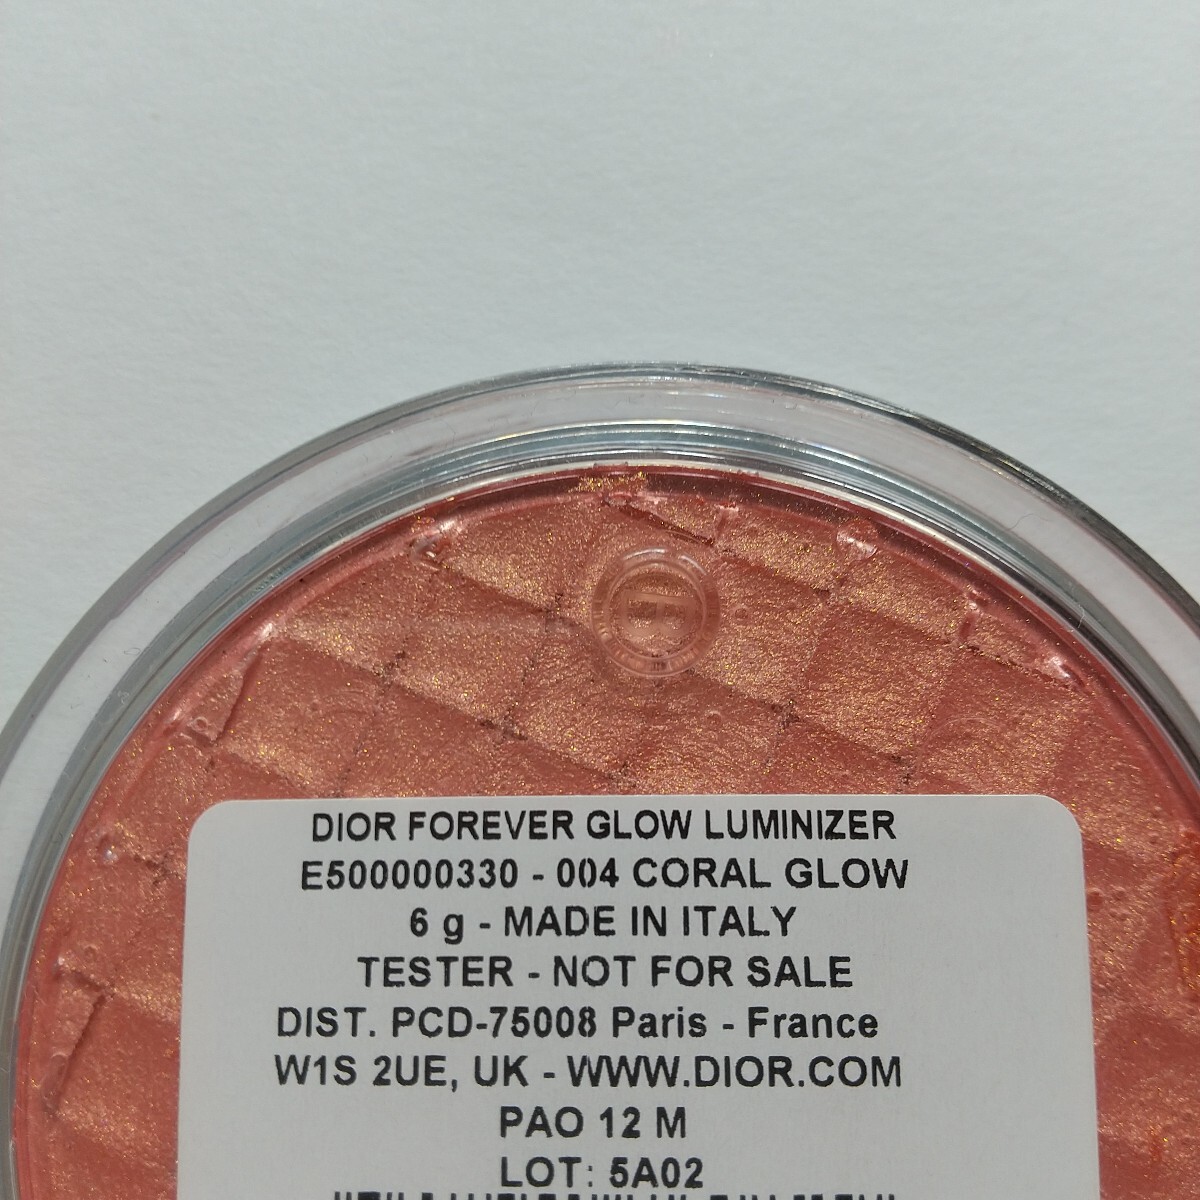 DIOR FOREVER GLOW LUMINIZER
E500000330 - 004 CORAL GLOW
6 g - MADE IN ITALY
TESTER - NOT FOR SALE
DIST. PCD-75008 Paris - France
W1S 2UE, UK - WWW.DIOR.COM
PAO 12 M
LOT: 5A02